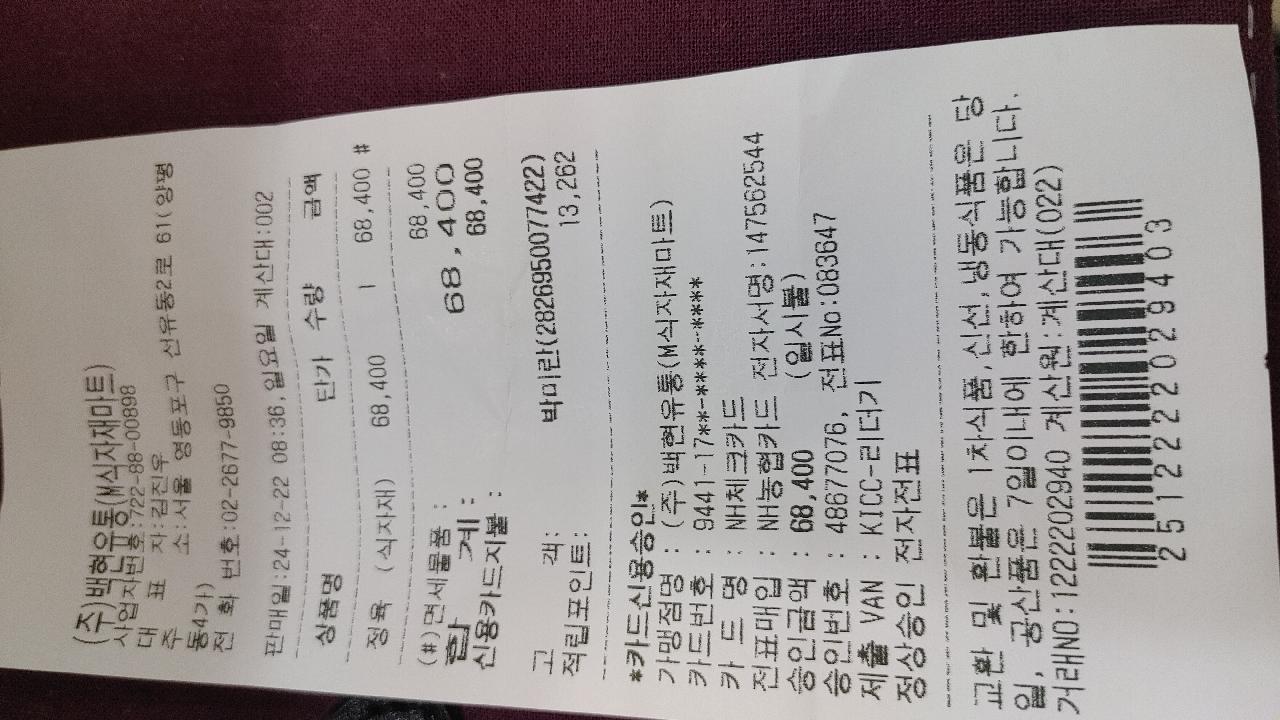 (주)백현유통(M식자재마트)
사업자번호:722-88-00898
대 표 자:김진우
주 소:서울 영등포구 선유동2로 61(양평
동4가)
전 화 번호:02-2677-9850
판매일:24-12-22 08:36,일요일 계산대:002
상품명 단가 수량 금액
정육 (식자재) 68,400 1 68,400 #
(#)면세물품 : 68,400
합 계 : 68,400
신용카드지불 : 68,400
고 객: 박미란(2826950077422)
적립포인트: 13,262
*카드신용승인*
가맹점명 : (주)백현유통(M식자재마트)
카드번호 : 9441-17**-****-****
카 드 명 : NH체크카드
전표매입 : NH농협카드 전자서명:147562544
승인금액 : 68,400 (일시불)
승인번호 : 48677076, 전표No:083647
제출 VAN : KICC-리더기
정상승인 전자전표
교환 및 환불은 1차식품,신선,냉동식품은 당
일, 공산품은 7일이내에 한하여 가능합니다.
거래NO:1222202940 계산원:계산대(022)
2512222029403